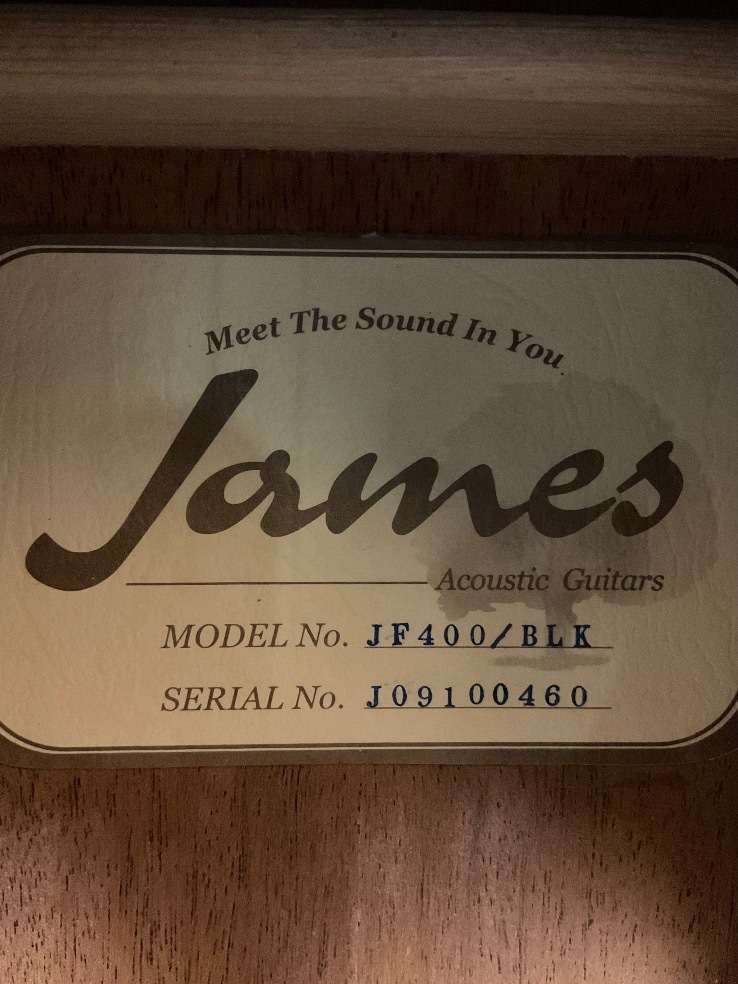 Meet The Sound In You
James
Acoustic Guitars
MODEL No. JF400/BLK
SERIAL No. J09100460